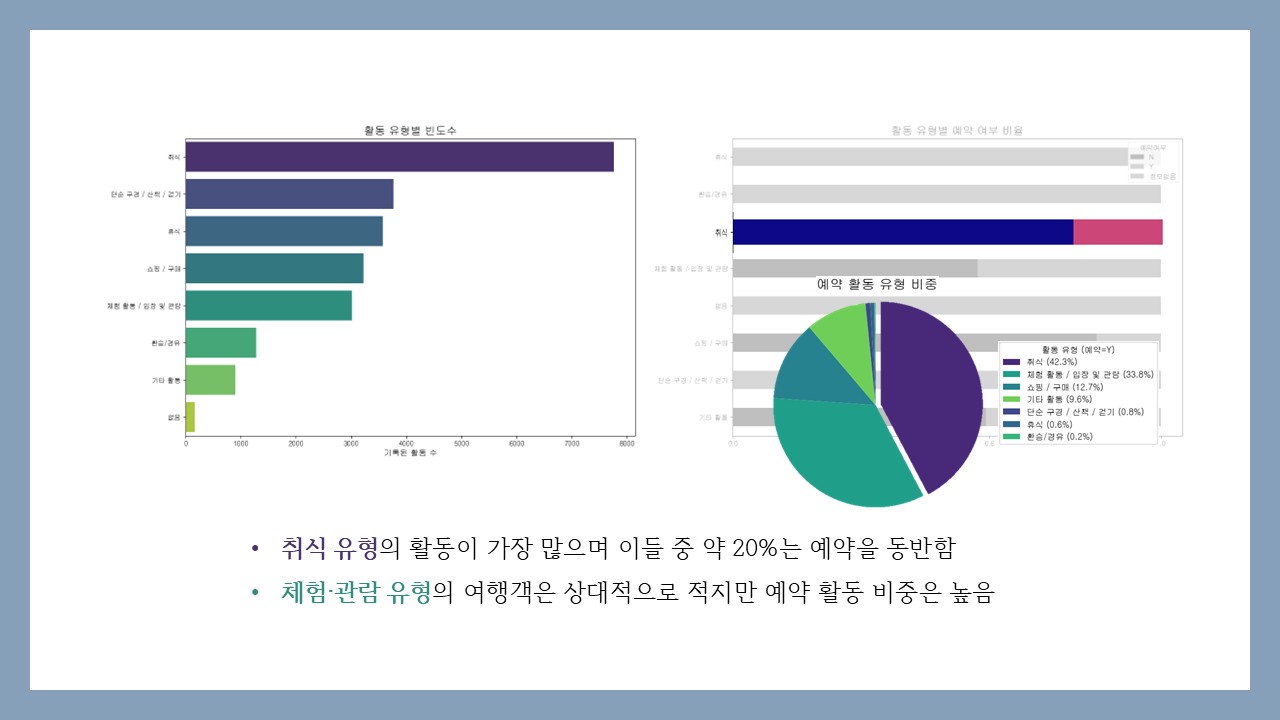 활동 유형별 빈도수
취식
단순 구경 / 산책 / 걷기
휴식
쇼핑 / 구매
체험 활동 / 입장 및 관람
환승/경유
기타 활동
없음
0 1000 2000 3000 4000 5000 6000 7000 8000
기록된 활동 수
활동 유형별 예약 여부 비율
예약여부
N
Y
정보없음
휴식
환승/경유
취식
체험 활동 / 입장 및 관람
없음
쇼핑 / 구매
단순 구경 / 산책 / 걷기
기타 활동
0.0
0.6
예약 활동 유형 비중
활동 유형 (예약=Y)
취식 (42.3%)
체험 활동 / 입장 및 관람 (33.8%)
쇼핑 / 구매 (12.7%)
기타 활동 (9.6%)
단순 구경 / 산책 / 걷기 (0.8%)
휴식 (0.6%)
환승/경유 (0.2%)
• 취식 유형의 활동이 가장 많으며 이들 중 약 20%는 예약을 동반함
• 체험·관람 유형의 여행객은 상대적으로 적지만 예약 활동 비중은 높음